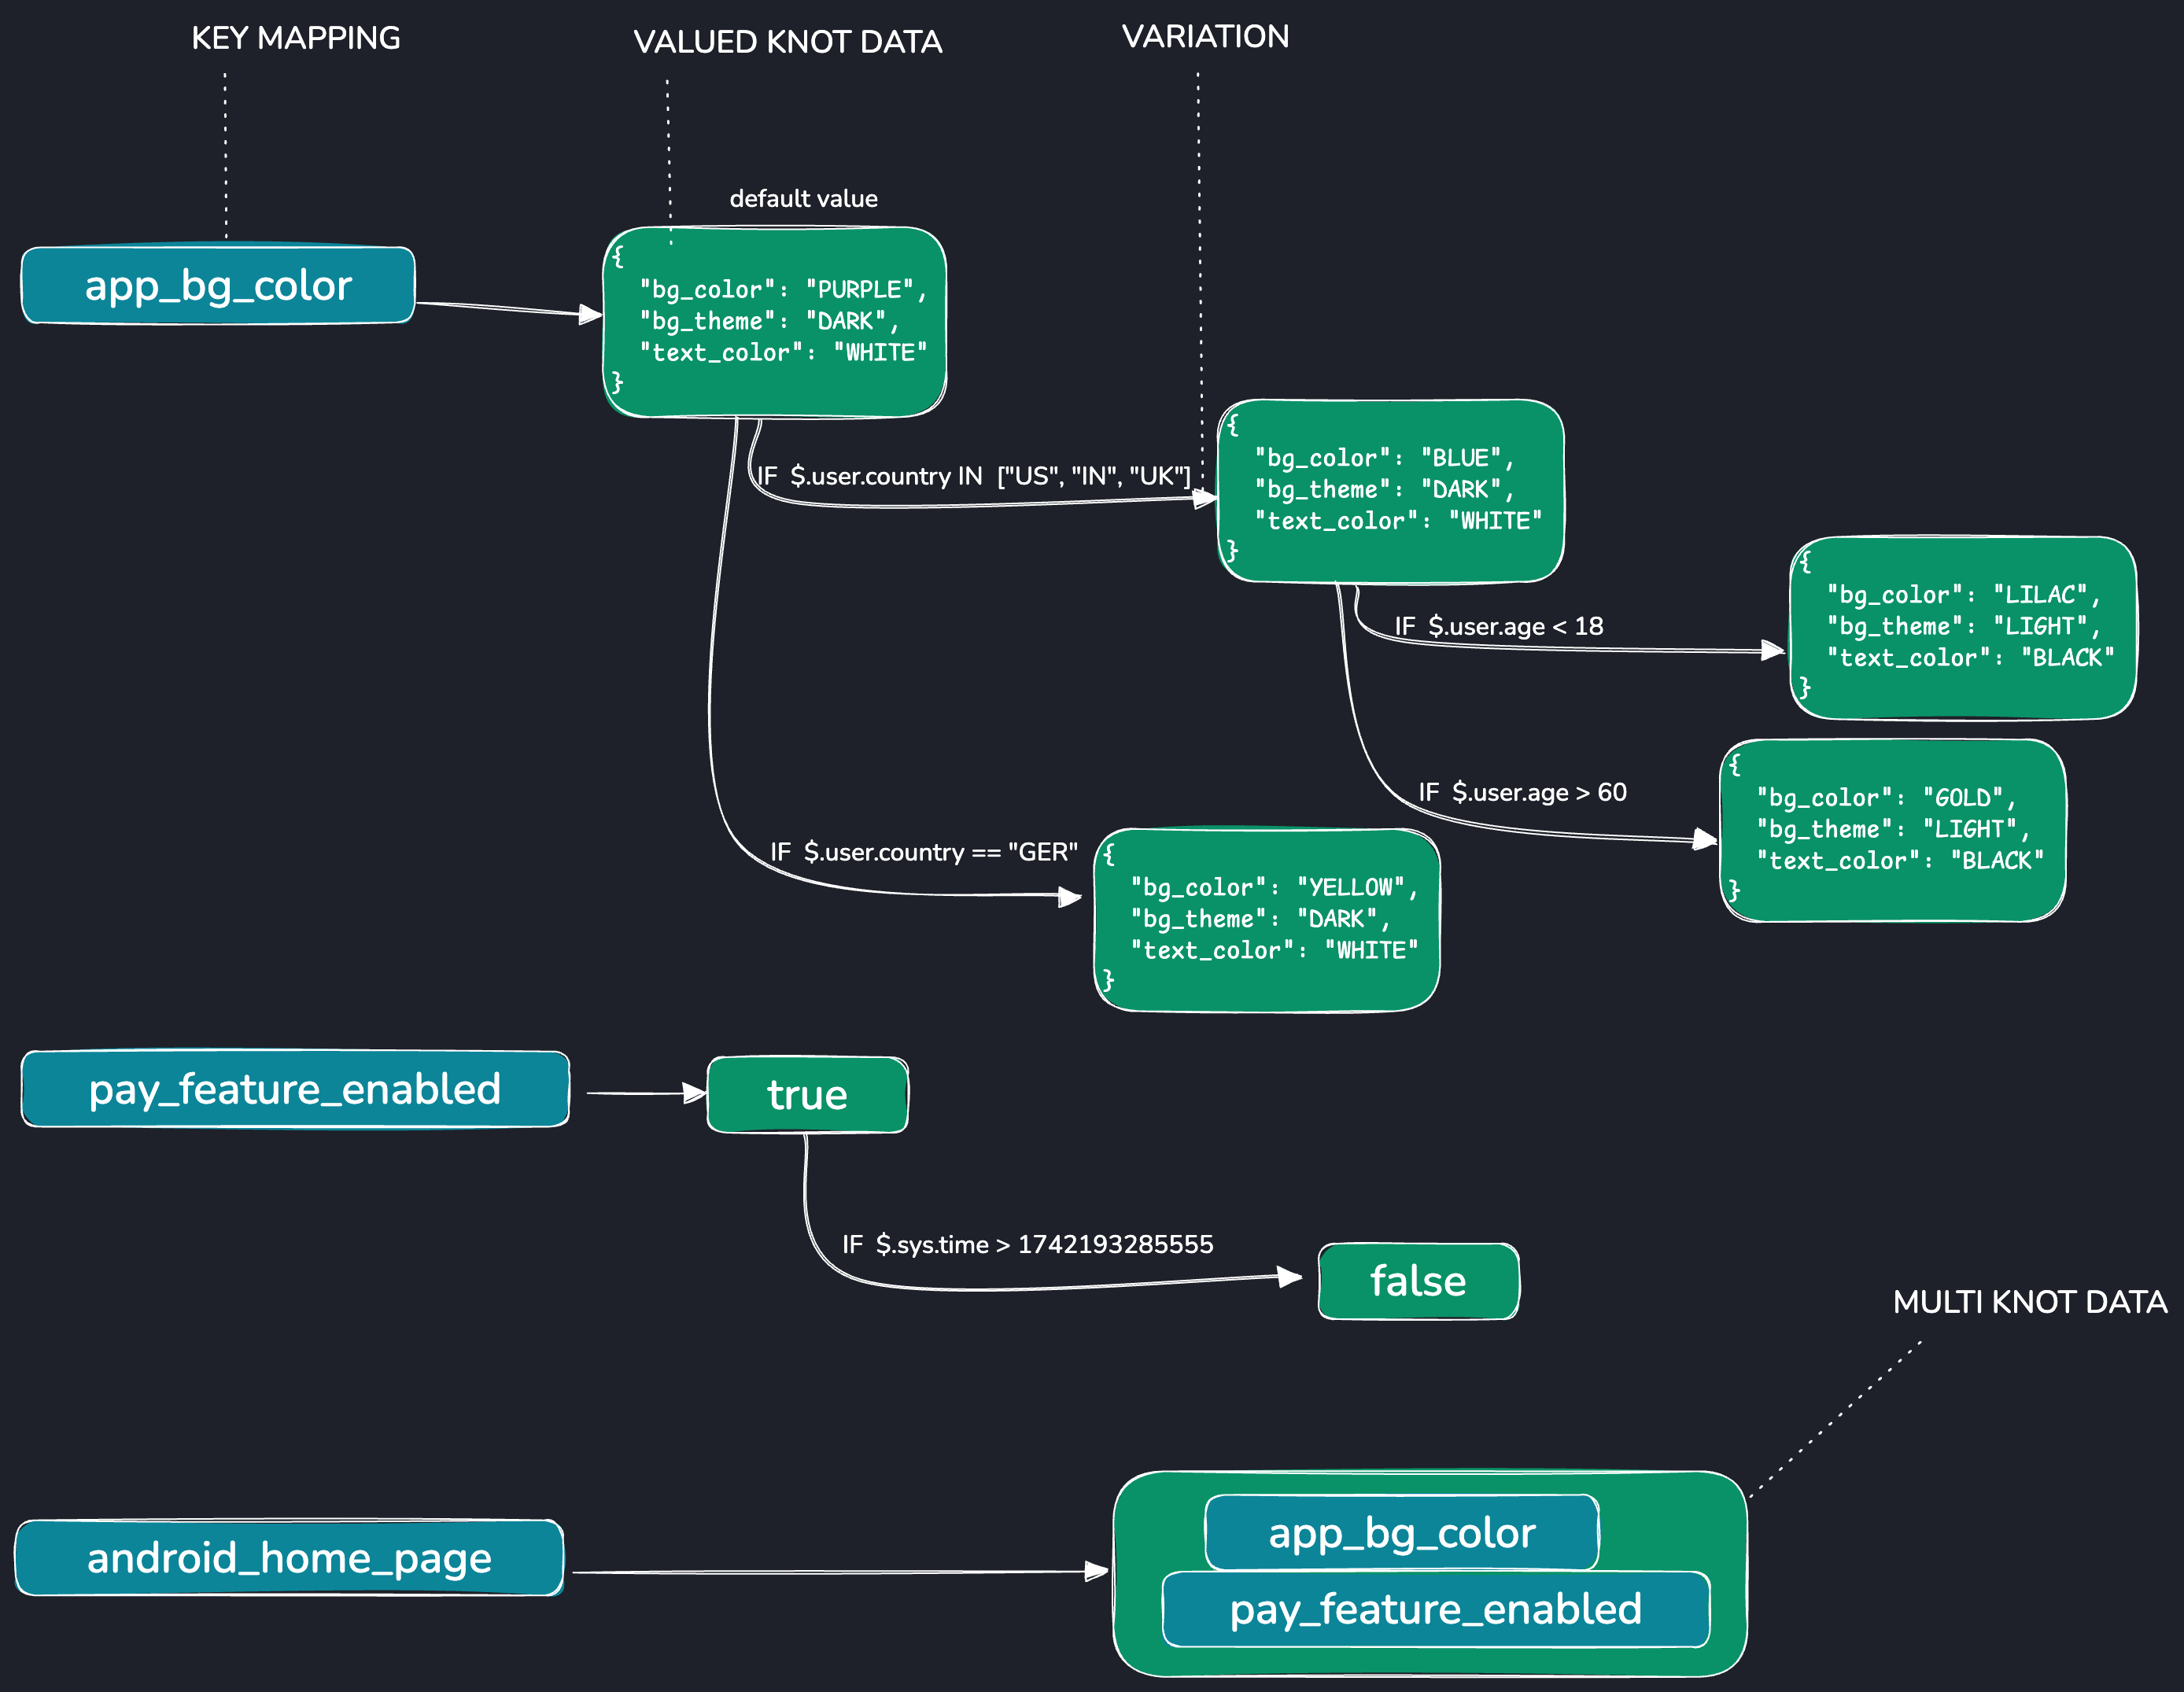 KEY MAPPING
VALUED KNOT DATA
VARIATION
default value
app_bg_color
{
"bg_color": "PURPLE",
"bg_theme": "DARK",
"text_color": "WHITE"
}
IF $.user.country IN ["US", "IN", "UK"]
{
"bg_color": "BLUE",
"bg_theme": "DARK",
"text_color": "WHITE"
}
IF $.user.age < 18
{
"bg_color": "LILAC",
"bg_theme": "LIGHT",
"text_color": "BLACK"
}
IF $.user.age > 60
{
"bg_color": "GOLD",
"bg_theme": "LIGHT",
"text_color": "BLACK"
}
IF $.user.country == "GER"
{
"bg_color": "YELLOW",
"bg_theme": "DARK",
"text_color": "WHITE"
}
pay_feature_enabled
true
IF $.sys.time > 1742193285555
false
MULTI KNOT DATA
android_home_page
app_bg_color
pay_feature_enabled